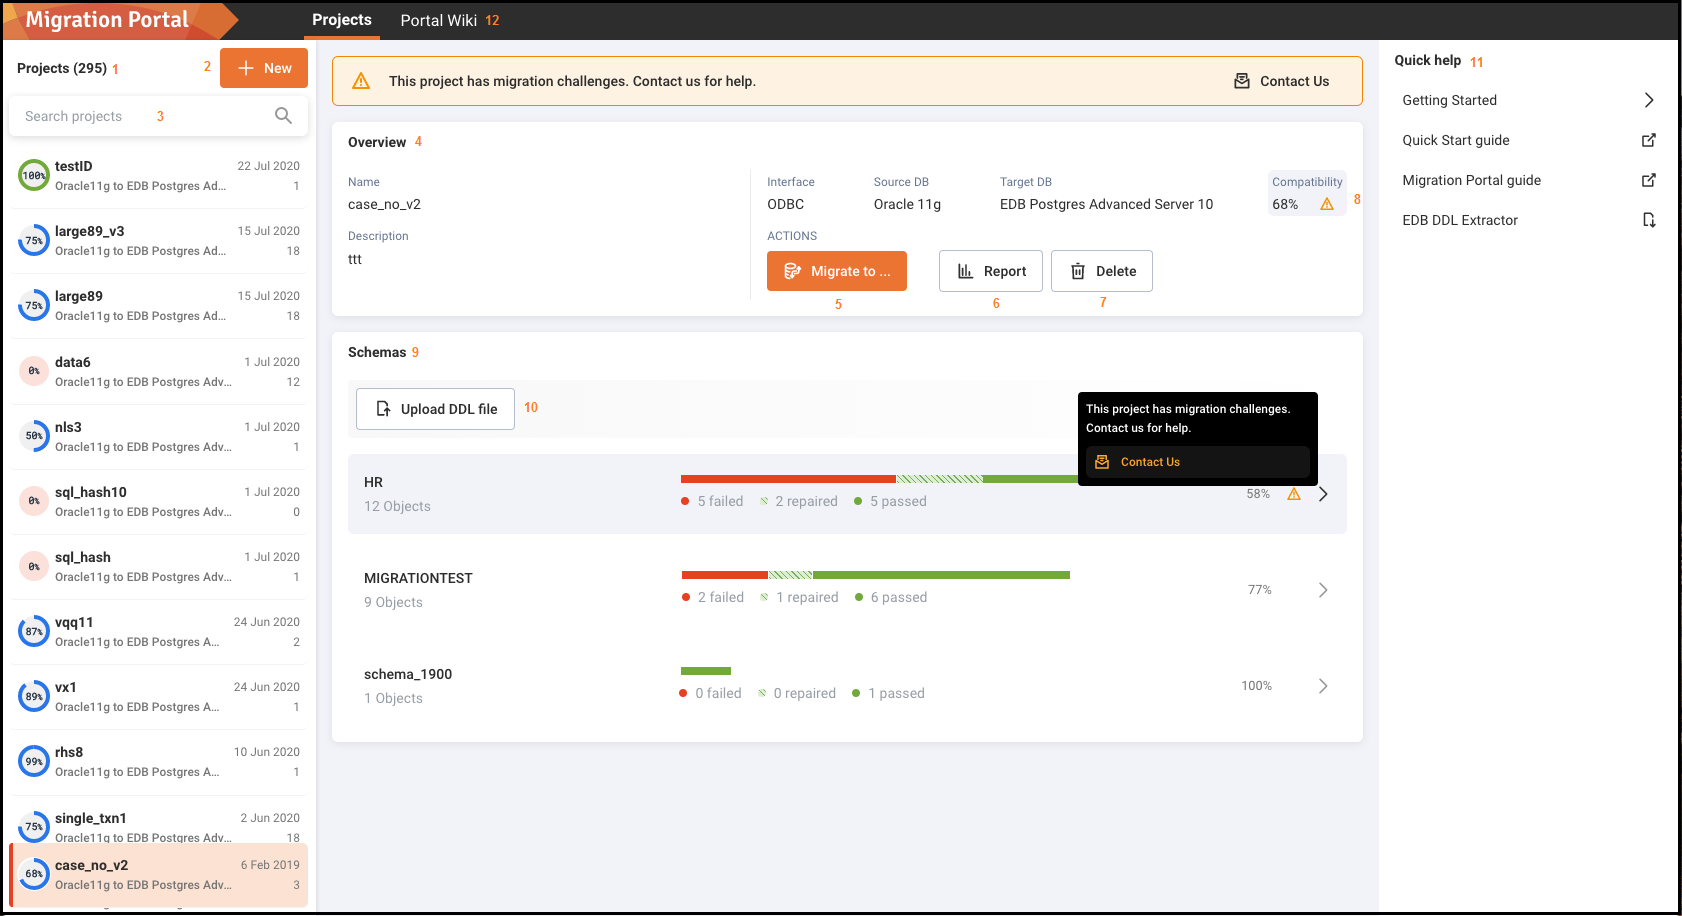 Migration Portal
Projects
Portal Wiki 12
Projects (295) 1
2
New
Search projects 3
100% testID 22 Jul 2020
Oracle11g to EDB Postgres Ad... 1
75% large89_v3 15 Jul 2020
Oracle11g to EDB Postgres Ad... 18
75% large89 15 Jul 2020
Oracle11g to EDB Postgres Ad... 18
0% data6 1 Jul 2020
Oracle11g to EDB Postgres Adv... 12
50% nls3 1 Jul 2020
Oracle11g to EDB Postgres Adv... 1
0% sql_hash10 1 Jul 2020
Oracle11g to EDB Postgres Adv... 0
0% sql_hash 1 Jul 2020
Oracle11g to EDB Postgres Adv... 1
87% vqq11 24 Jun 2020
Oracle11g to EDB Postgres A... 2
89% vx1 24 Jun 2020
Oracle11g to EDB Postgres A... 1
99% rhs8 10 Jun 2020
Oracle11g to EDB Postgres A... 1
75% single_txn1 2 Jun 2020
Oracle11g to EDB Postgres Adv... 18
68% case_no_v2 6 Feb 2019
Oracle11g to EDB Postgres Adv... 3
This project has migration challenges. Contact us for help.
Contact Us
Overview 4
Name
case_no_v2
Description
ttt
Interface Source DB Target DB Compatibility
ODBC Oracle 11g EDB Postgres Advanced Server 10 68% 8
ACTIONS
Migrate to ... Report Delete
5 6 7
Schemas 9
Upload DDL file 10
This project has migration challenges.
Contact us for help.
Contact Us
HR
12 Objects
5 failed 2 repaired 5 passed
58%
MIGRATIONTEST
9 Objects
2 failed 1 repaired 6 passed
77%
schema_1900
1 Objects
0 failed 0 repaired 1 passed
100%
Quick help 11
Getting Started
Quick Start guide
Migration Portal guide
EDB DDL Extractor